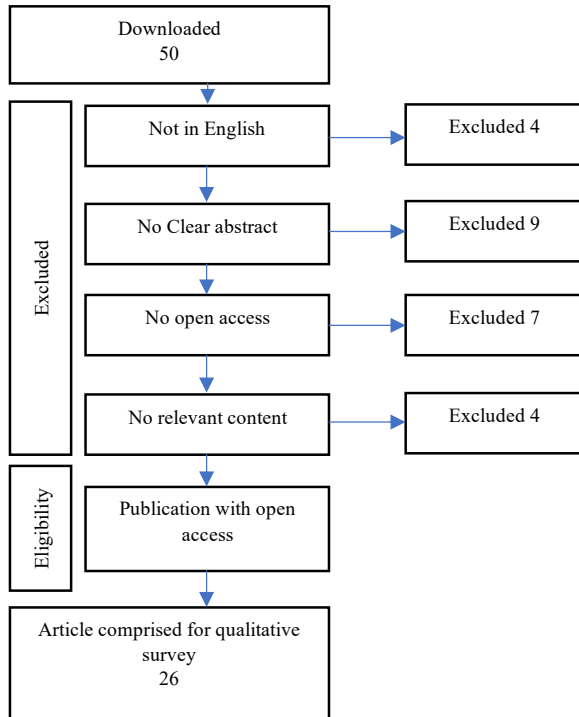 Downloaded
50
Excluded
Not in English
Excluded 4
No Clear abstract
Excluded 9
No open access
Excluded 7
No relevant content
Excluded 4
Eligibility
Publication with open
access
Article comprised for qualitative
survey
26